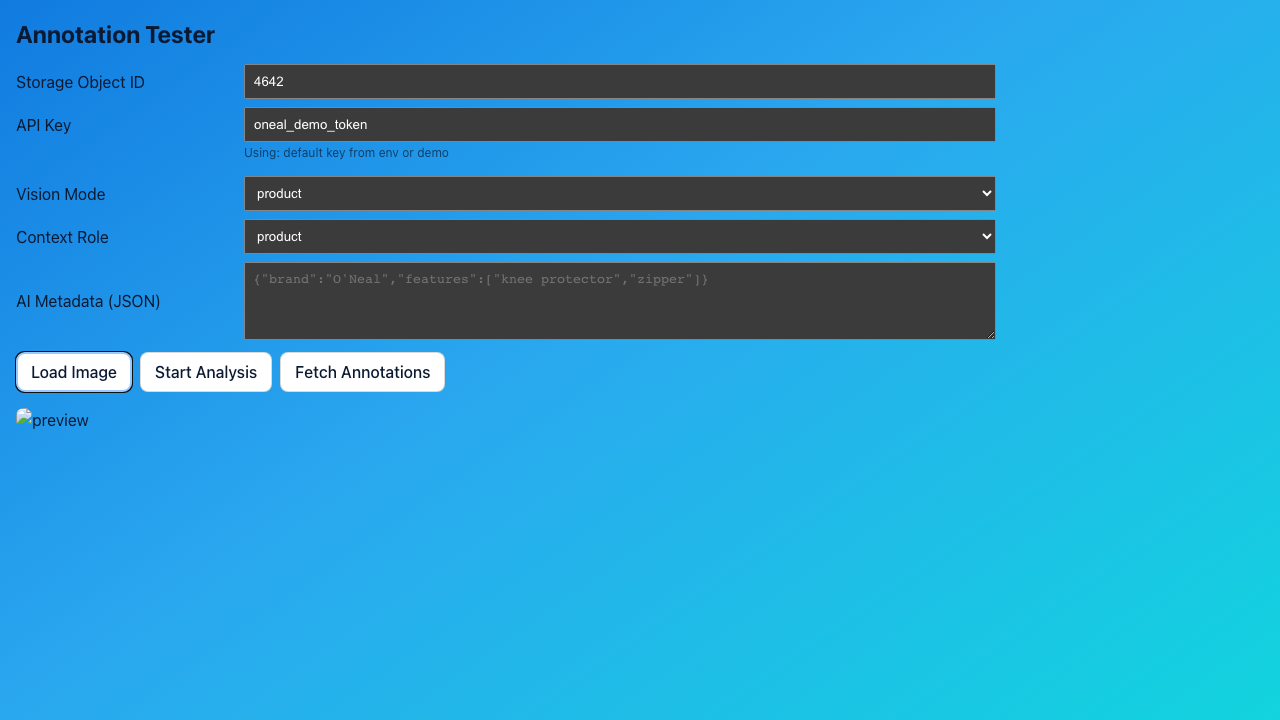 Annotation Tester
Storage Object ID
4642
API Key
oneal_demo_token
Using: default key from env or demo
Vision Mode
product
Context Role
product
AI Metadata (JSON)
{"brand":"O'Neal","features":["knee protector","zipper"]}
Load Image
Start Analysis
Fetch Annotations
preview